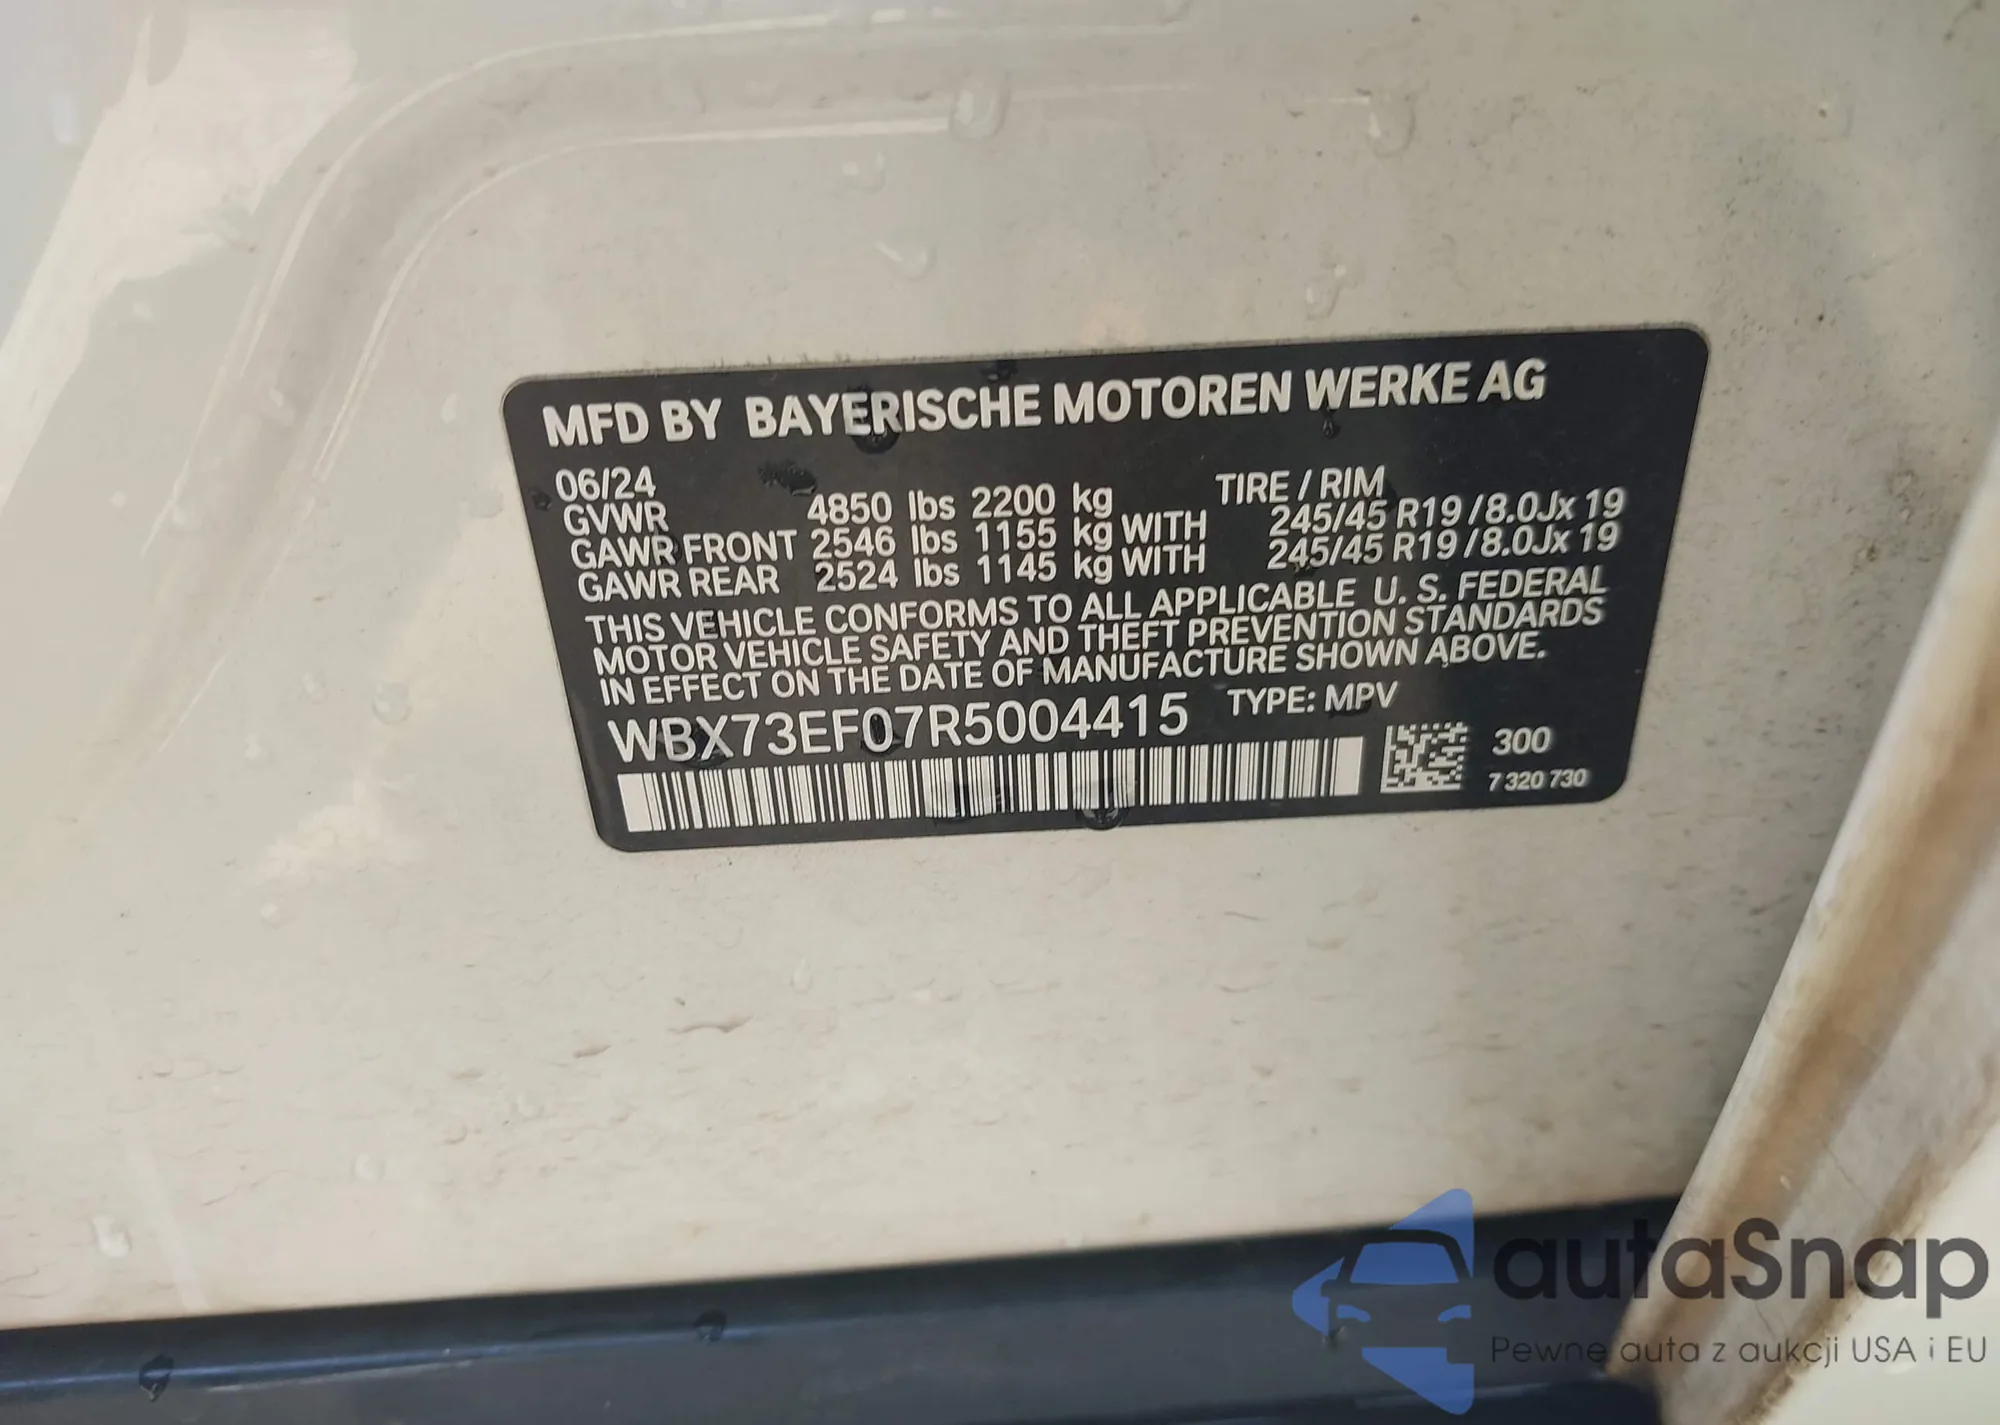 MFD BY BAYERISCHE MOTOREN WERKE AG
06/24 TIRE / RIM
GVWR 4850 lbs 2200 kg
GAWR FRONT 2546 lbs 1155 kg WITH 245/45 R19 /8.0Jx 19
GAWR REAR 2524 lbs 1145 kg WITH 245/45 R19 /8.0Jx 19
THIS VEHICLE CONFORMS TO ALL APPLICABLE U. S. FEDERAL
MOTOR VEHICLE SAFETY AND THEFT PREVENTION STANDARDS
IN EFFECT ON THE DATE OF MANUFACTURE SHOWN ABOVE.
WBX73EF07R5004415 TYPE: MPV
300
7 320 730
autaSnap
Pewne auta z aukcji USA i EU